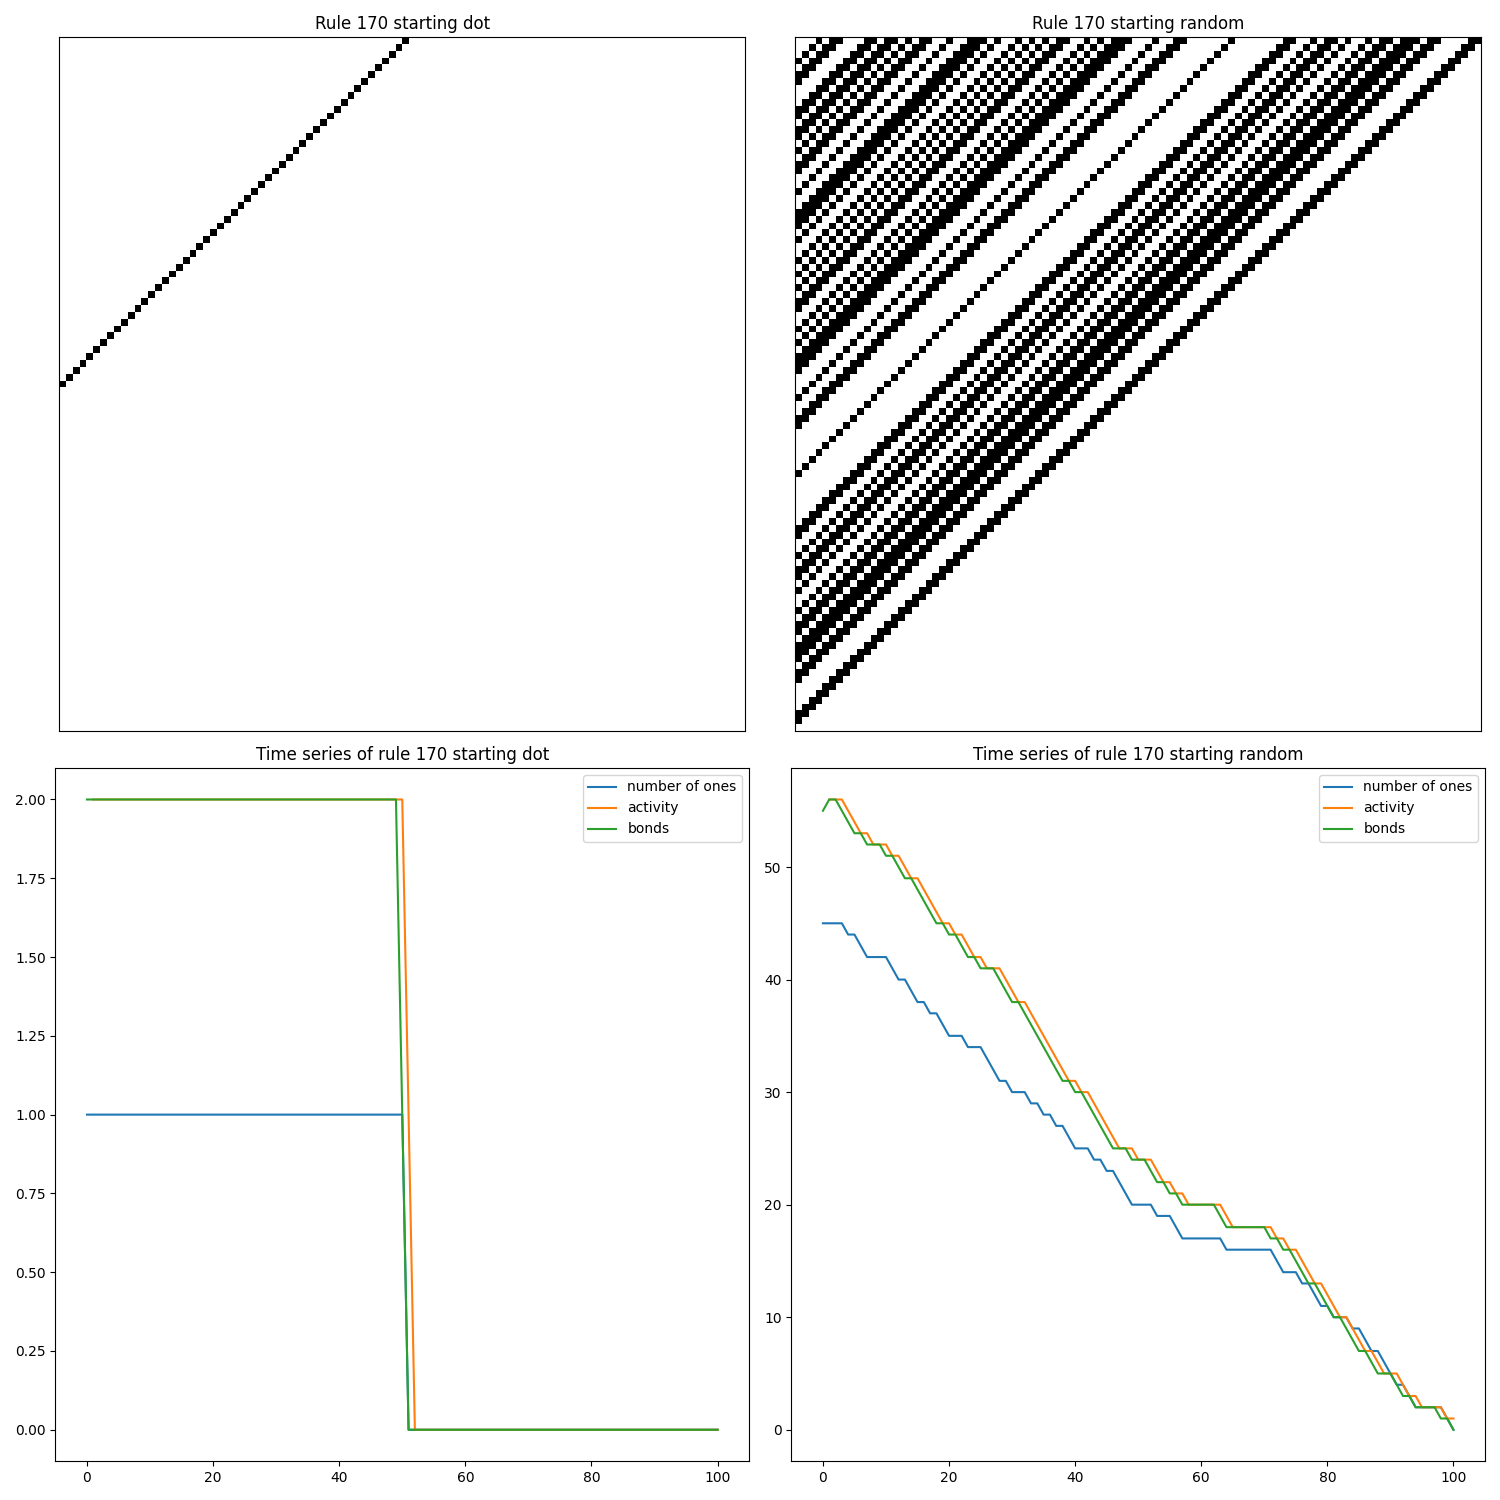 Rule 170 starting dot
Rule 170 starting random
Time series of rule 170 starting dot
number of ones
activity
bonds
2.00
1.75
1.50
1.25
1.00
0.75
0.50
0.25
0.00
0 20 40 60 80 100
Time series of rule 170 starting random
number of ones
activity
bonds
50
40
30
20
10
0
0 20 40 60 80 100